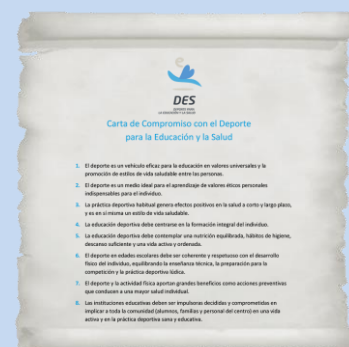 DES
DEPORTE PARA
LA EDUCACIÓN Y LA SALUD
Carta de Compromiso con el Deporte
para la Educación y la Salud
1. El deporte es un vehículo eficaz para la educación en valores universales y la
promoción de estilos de vida saludable entre las personas.
2. El deporte es un medio ideal para el aprendizaje de valores éticos personales
indispensables para el individuo.
3. La práctica deportiva habitual genera efectos positivos en la salud a corto y largo plazo,
y es en sí misma un estilo de vida saludable.
4. La educación deportiva debe centrarse en la formación integral del individuo.
5. La educación deportiva debe contemplar una nutrición equilibrada, hábitos de higiene,
descanso suficiente y una vida activa y ordenada.
6. El deporte en edades escolares debe ser coherente y respetuoso con el desarrollo
físico del individuo, equilibrando la enseñanza técnica, la preparación para la
competición y la práctica deportiva lúdica.
7. El deporte y la actividad física aportan grandes beneficios como acciones preventivas
que conducen a una mayor salud individual.
8. Las instituciones educativas deben ser impulsoras decididas y comprometidas en
implicar a toda la comunidad (alumnos, familias y personal del centro) en una vida
activa y en la práctica deportiva sana y educativa.